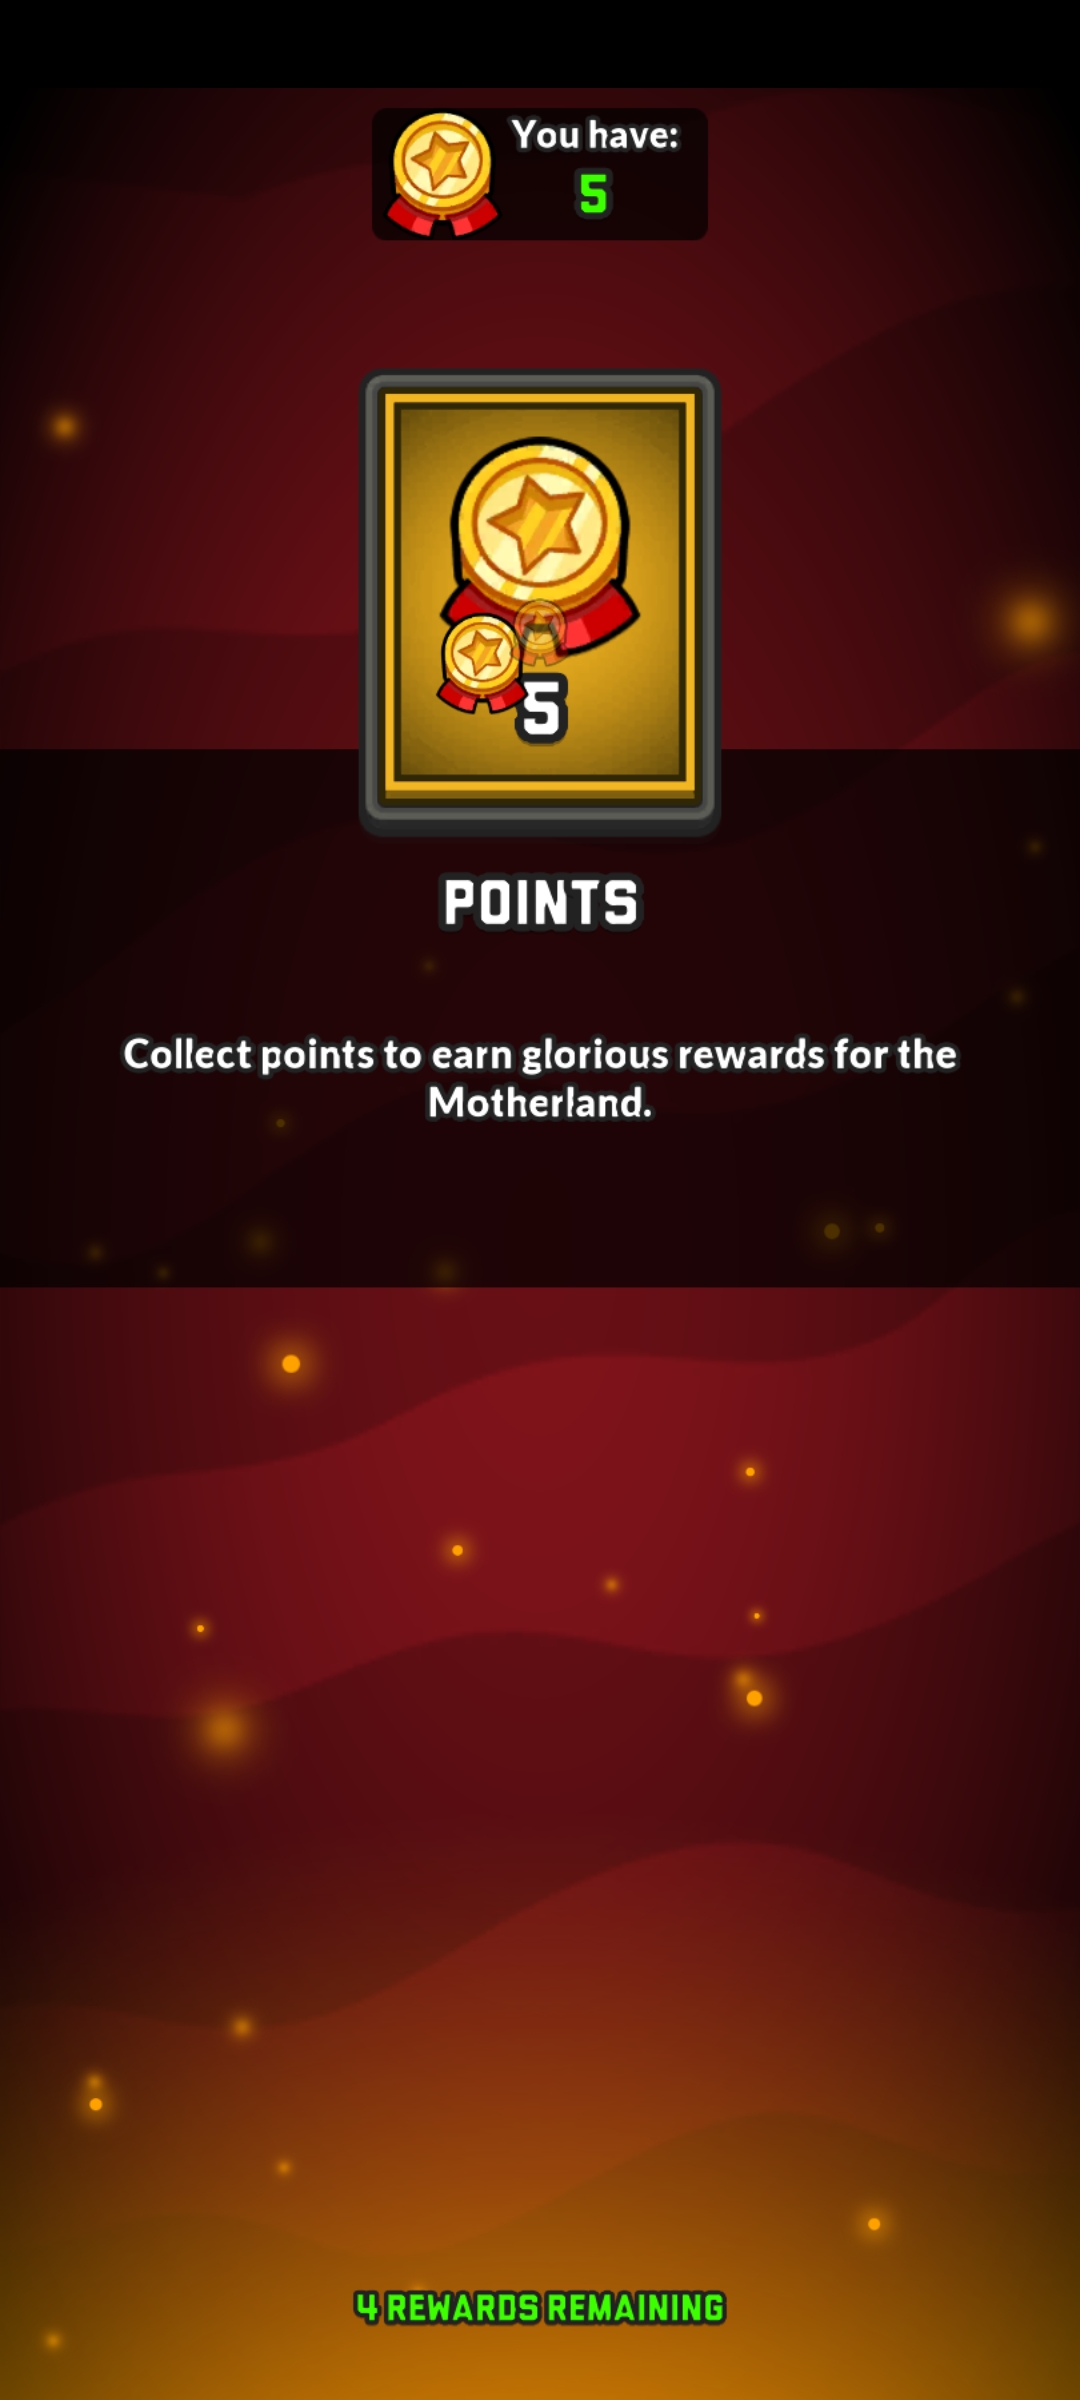 You have:
5
5
POINTS
Collect points to earn glorious rewards for the
Motherland.
4 REWARDS REMAINING